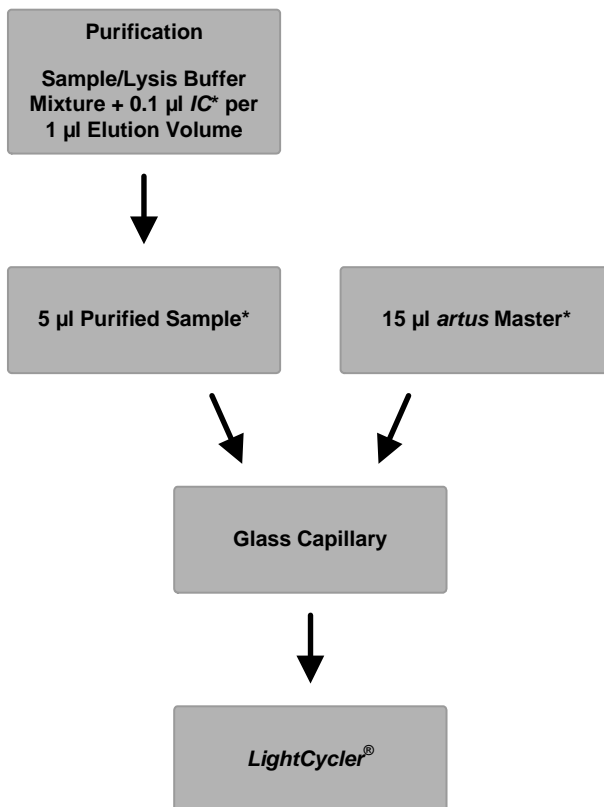 Purification
Sample/Lysis Buffer
Mixture + 0.1 µl IC* per
1 µl Elution Volume
5 µl Purified Sample*
15 µl artus Master*
Glass Capillary
LightCycler®